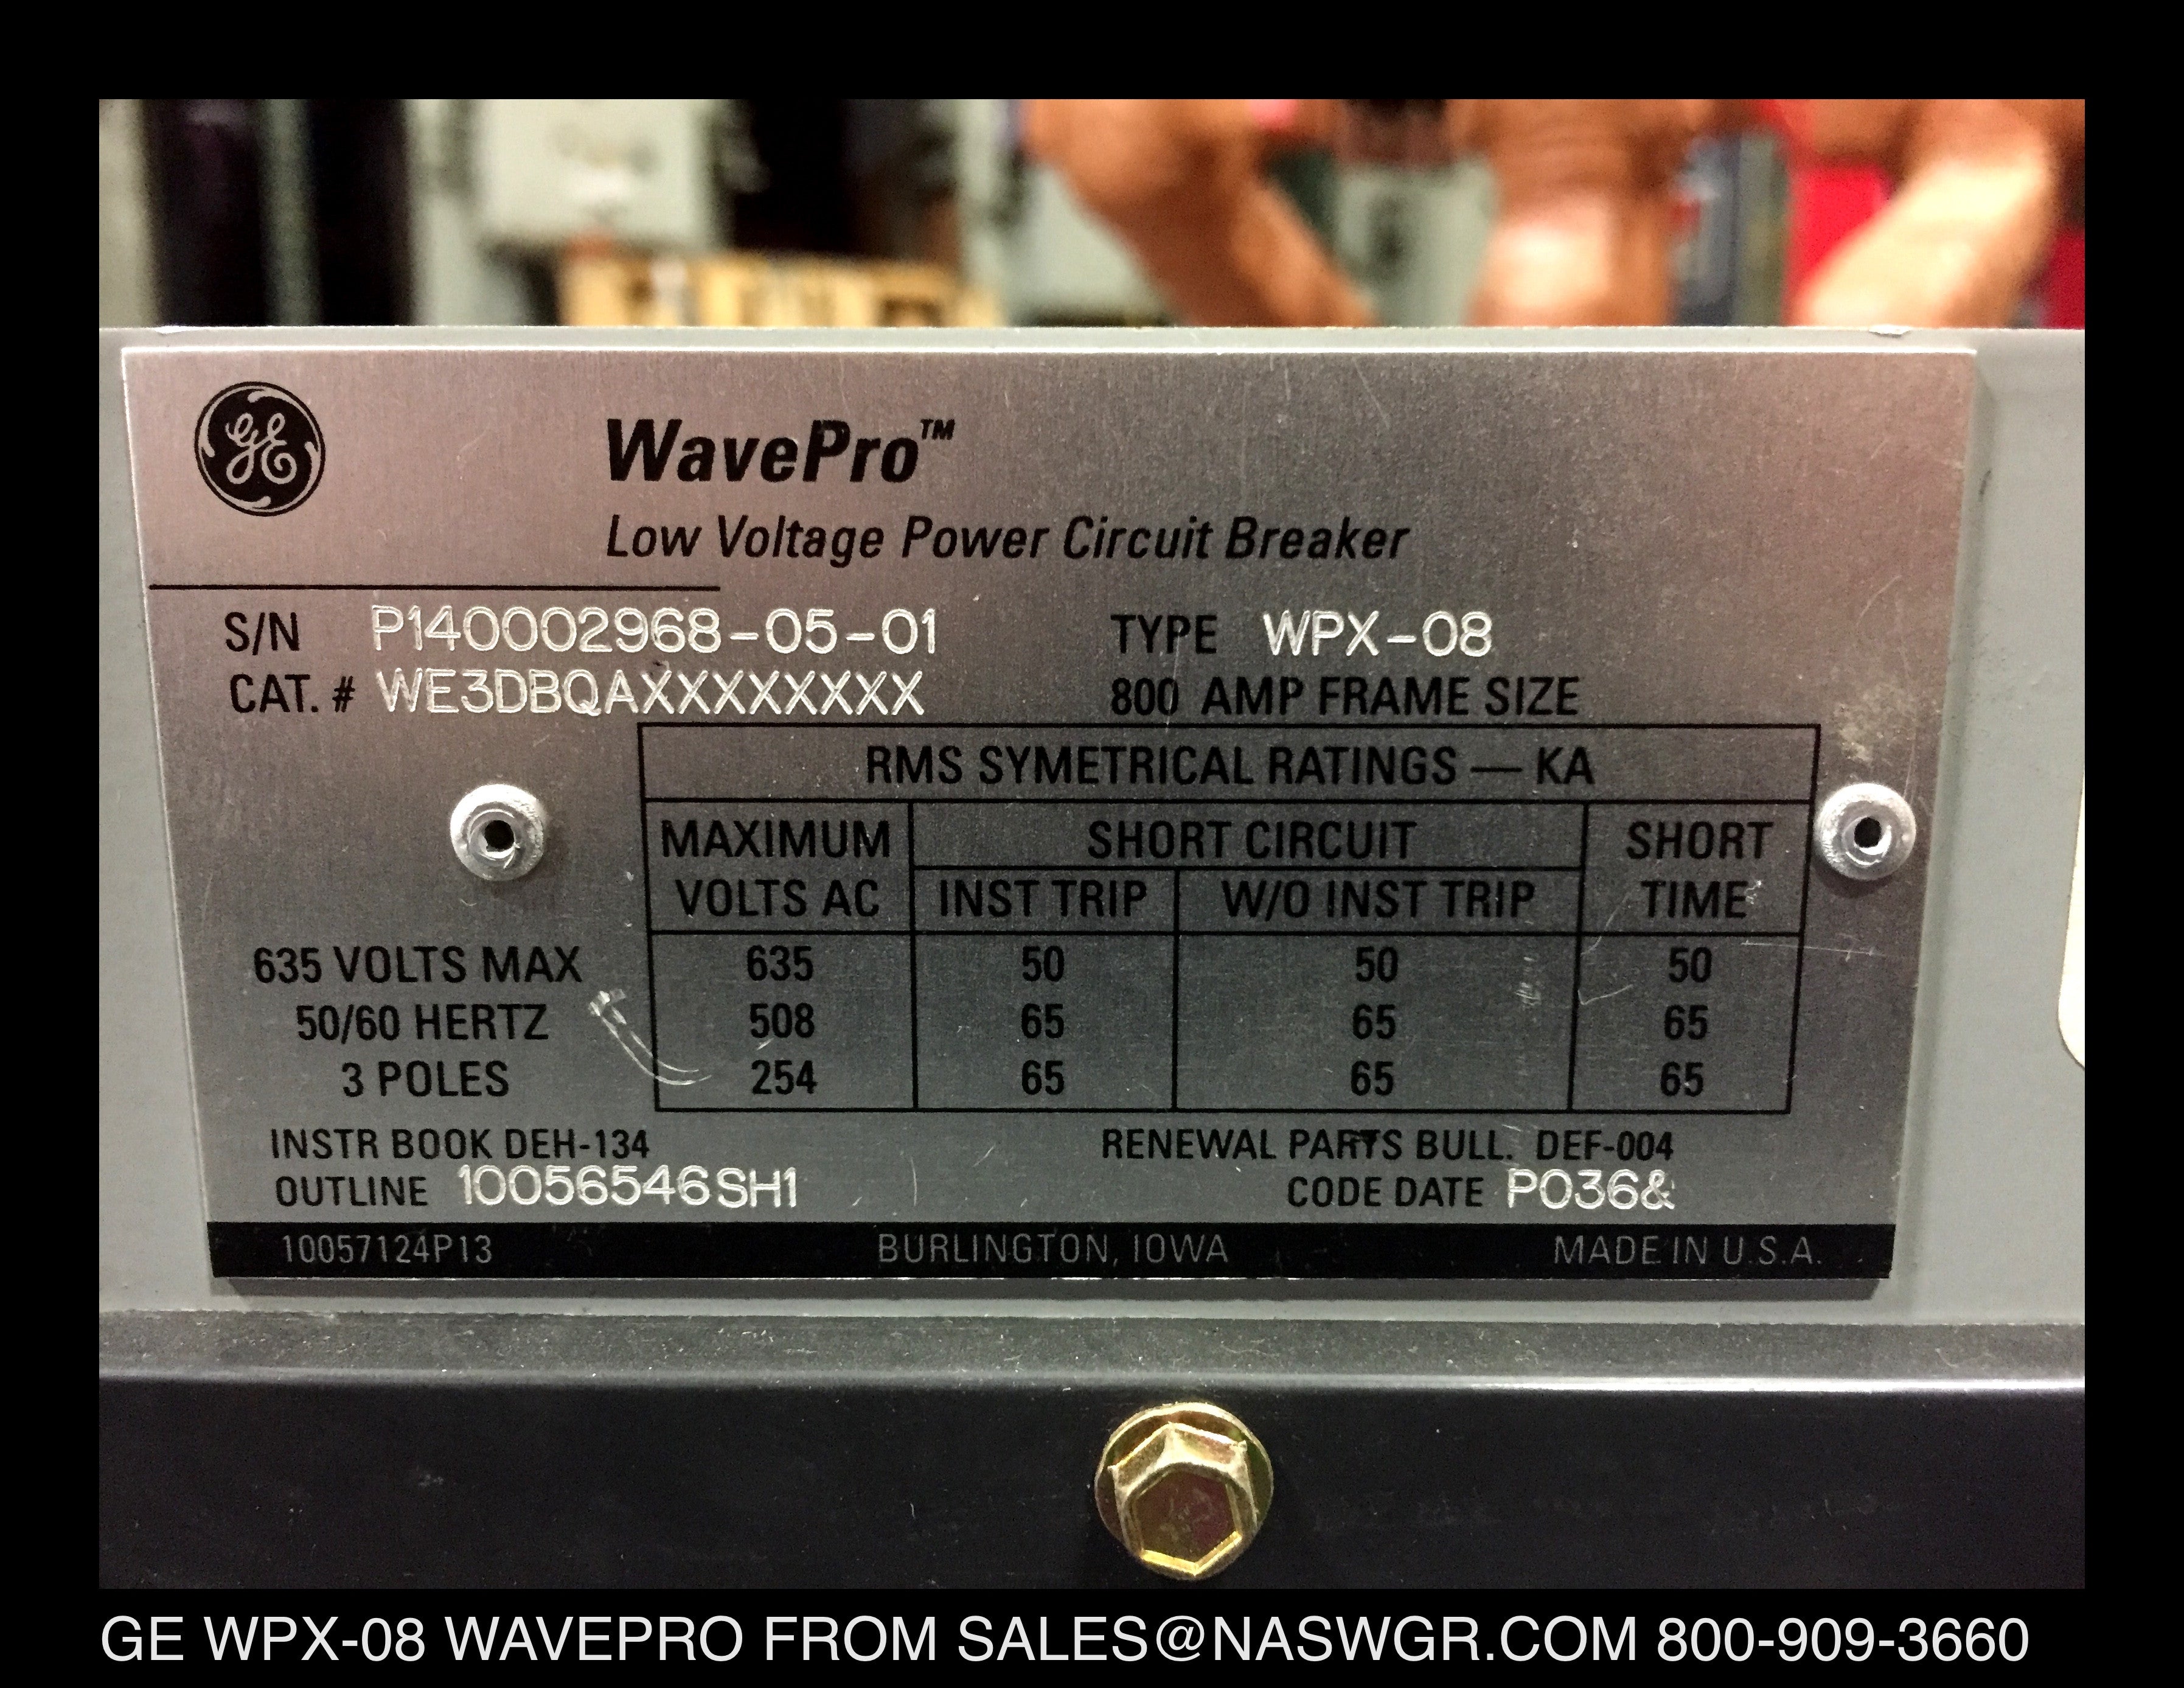 GE
WavePro™
Low Voltage Power Circuit Breaker
S/N P140002968-05-01 TYPE WPX-08
CAT. # WE3DBQAXXXXXXXX 800 AMP FRAME SIZE
RMS SYMETRICAL RATINGS — KA
MAXIMUM SHORT CIRCUIT SHORT
VOLTS AC INST TRIP W/O INST TRIP TIME
635 VOLTS MAX 635 50 50 50
50/60 HERTZ 508 65 65 65
3 POLES 254 65 65 65
INSTR BOOK DEH-134 RENEWAL PARTS BULL. DEF-004
OUTLINE 10056546SH1 CODE DATE P036&
10057124P13 BURLINGTON, IOWA MADE IN U.S.A.
GE WPX-08 WAVEPRO FROM SALES@NASWGR.COM 800-909-3660